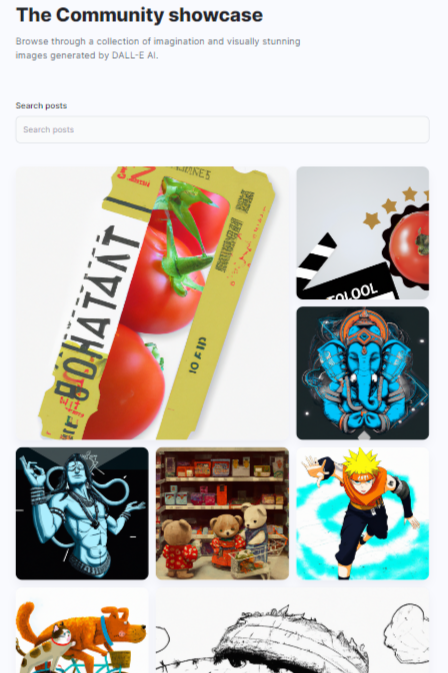 The Community showcase
Browse through a collection of imagination and visually stunning
images generated by DALL-E AI.
Search posts
Search posts